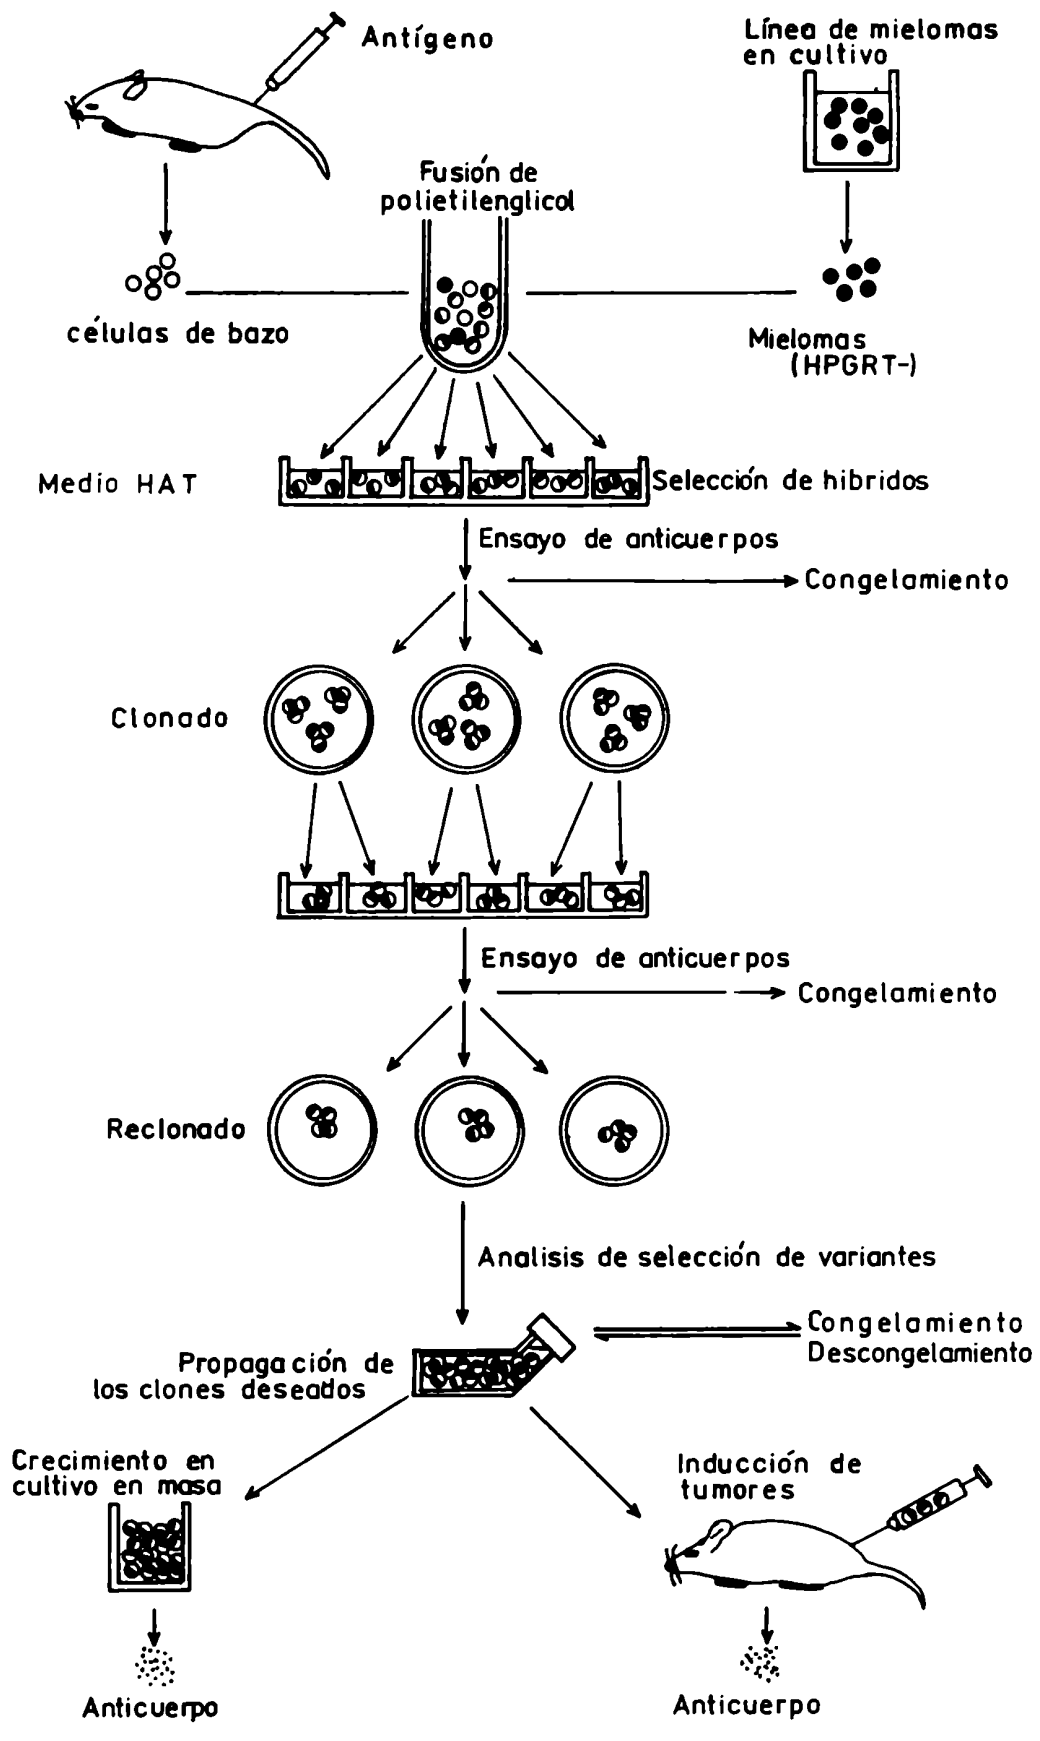 Antígeno
Línea de mielomas
en cultivo
Fusión de
polietilenglicol
células de bazo
Mielomas
(HPGRT-)
Medio HAT
Selección de hibridos
Ensayo de anticuerpos
Congelamiento
Clonado
Ensayo de anticuerpos
Congelamiento
Reclonado
Analisis de selección de variantes
Congelamiento
Descongelamiento
Propagación de
los clones deseados
Crecimiento en
cultivo en masa
Inducción de
tumores
Anticuerpo
Anticuerpo